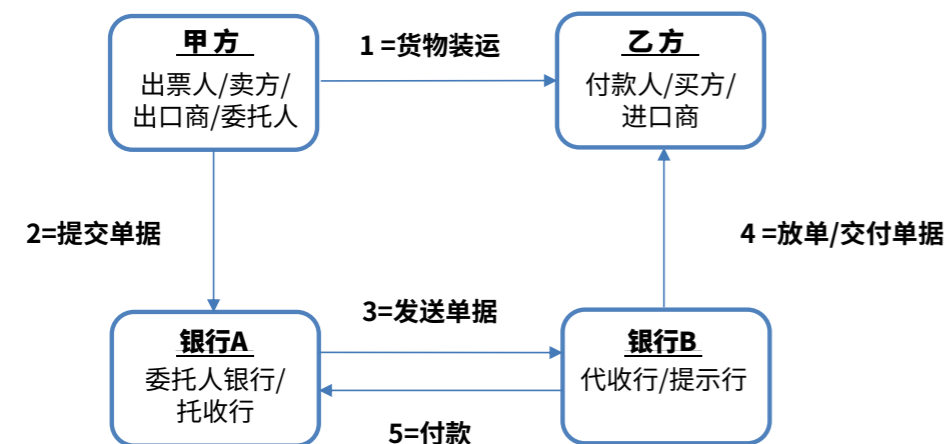 甲方
1 =货物装运
乙方
出票人/卖方/
出口商/委托人
付款人/买方/
进口商
2=提交单据
4 =放单/交付单据
3=发送单据
银行A
委托人银行/
托收行
银行B
代收行/提示行
5=付款